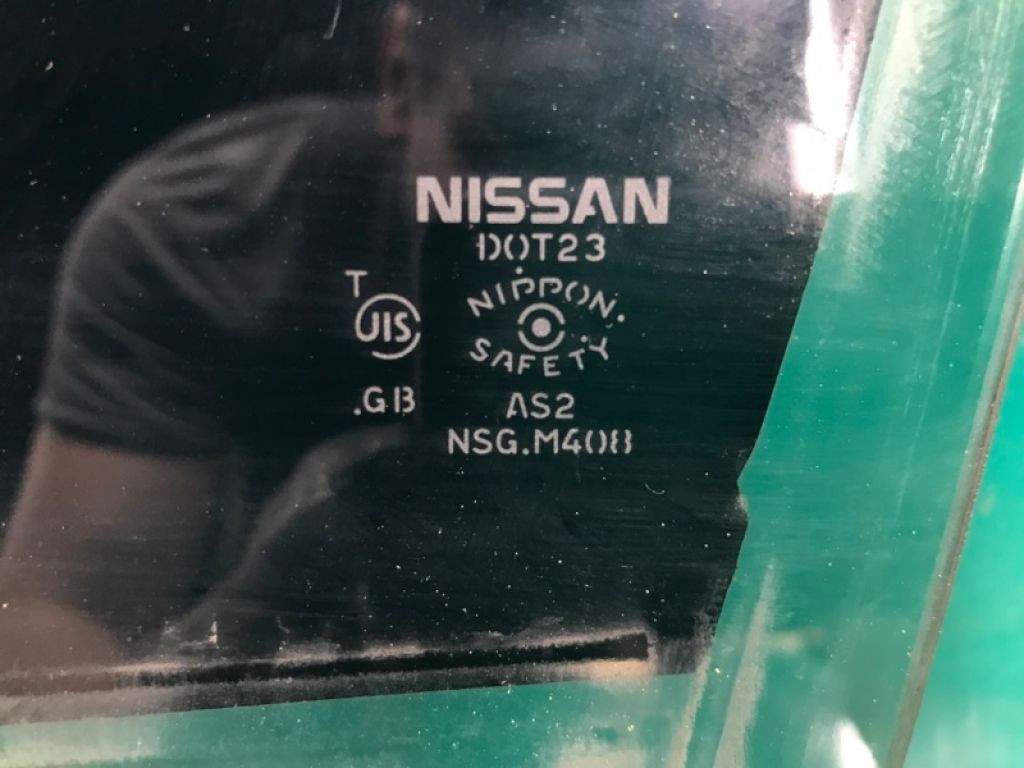 NISSAN
DOT23
T
JIS
NIPPON.
SAFETY
.GB
AS2
NSG.M408